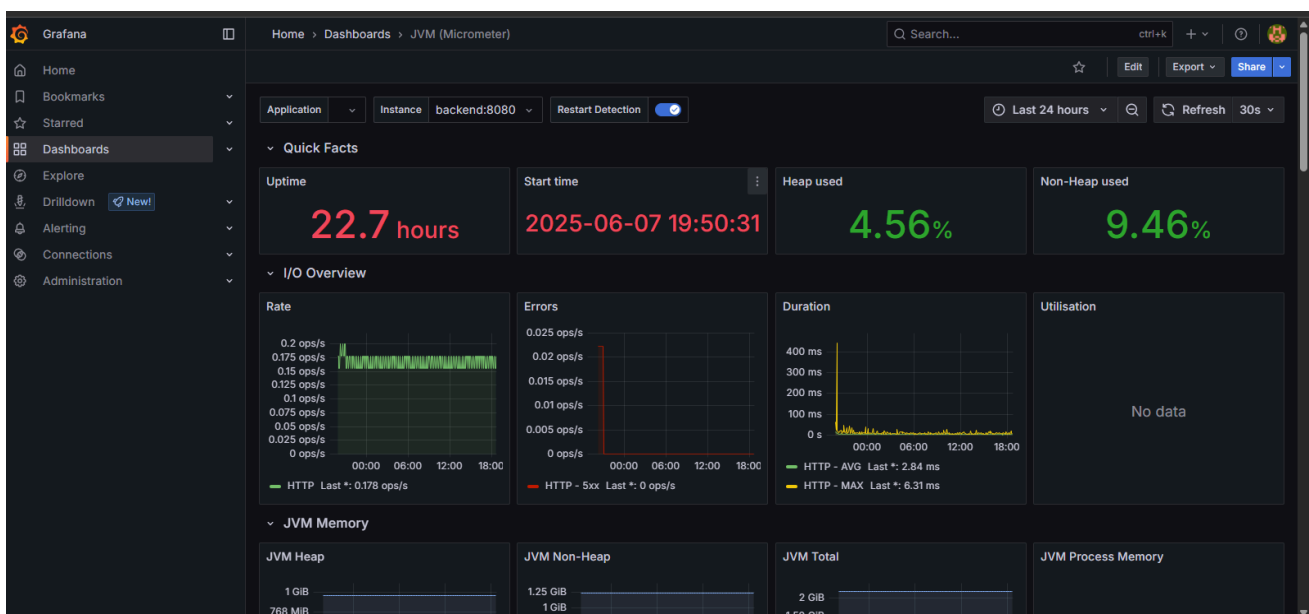 Grafana
Home › Dashboards › JVM (Micrometer)
Search...
ctrl+k
Home
Bookmarks
Starred
Dashboards
Explore
Drilldown New!
Alerting
Connections
Administration
Edit
Export
Share
Application
Instance backend:8080
Restart Detection
Last 24 hours
Refresh 30s
Quick Facts
Uptime
22.7 hours
Start time
2025-06-07 19:50:31
Heap used
4.56%
Non-Heap used
9.46%
I/O Overview
Rate
0.2 ops/s
0.175 ops/s
0.15 ops/s
0.125 ops/s
0.1 ops/s
0.075 ops/s
0.05 ops/s
0.025 ops/s
0 ops/s
00:00 06:00 12:00 18:00
HTTP Last *: 0.178 ops/s
Errors
0.025 ops/s
0.02 ops/s
0.015 ops/s
0.01 ops/s
0.005 ops/s
0 ops/s
00:00 06:00 12:00 18:00
HTTP - 5xx Last *: 0 ops/s
Duration
400 ms
300 ms
200 ms
100 ms
0 s
00:00 06:00 12:00 18:00
HTTP - AVG Last *: 2.84 ms
HTTP - MAX Last *: 6.31 ms
Utilisation
No data
JVM Memory
JVM Heap
1 GiB
768 MiB
JVM Non-Heap
1.25 GiB
1 GiB
JVM Total
2 GiB
JVM Process Memory